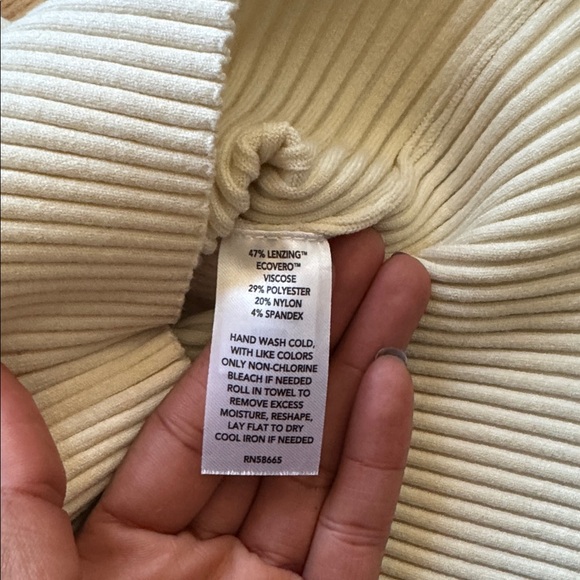 47% LENZING™
ECOVERO™
VISCOSE
29% POLYESTER
20% NYLON
4% SPANDEX
HAND WASH COLD,
WITH LIKE COLORS
ONLY NON-CHLORINE
BLEACH IF NEEDED
ROLL IN TOWEL TO
REMOVE EXCESS
MOISTURE, RESHAPE,
LAY FLAT TO DRY
COOL IRON IF NEEDED
RN58665